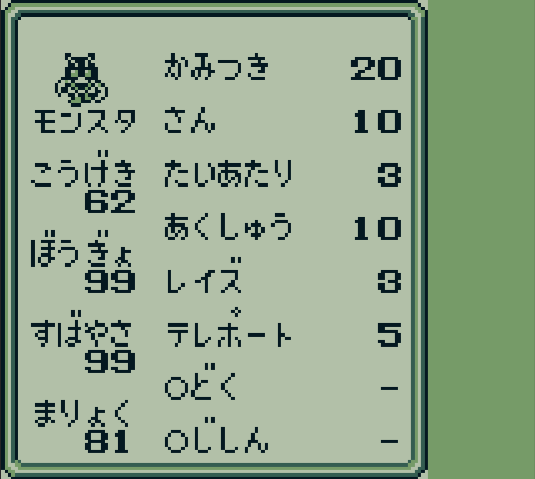 かみつき 20
モンスタ さん 10
こうげき たいあたり 3
62
あくしゅう 10
ぼうぎょ
99 レイズ 3
すばやさ テレポート 5
99
○どく -
まりょく
81 ○じしん -